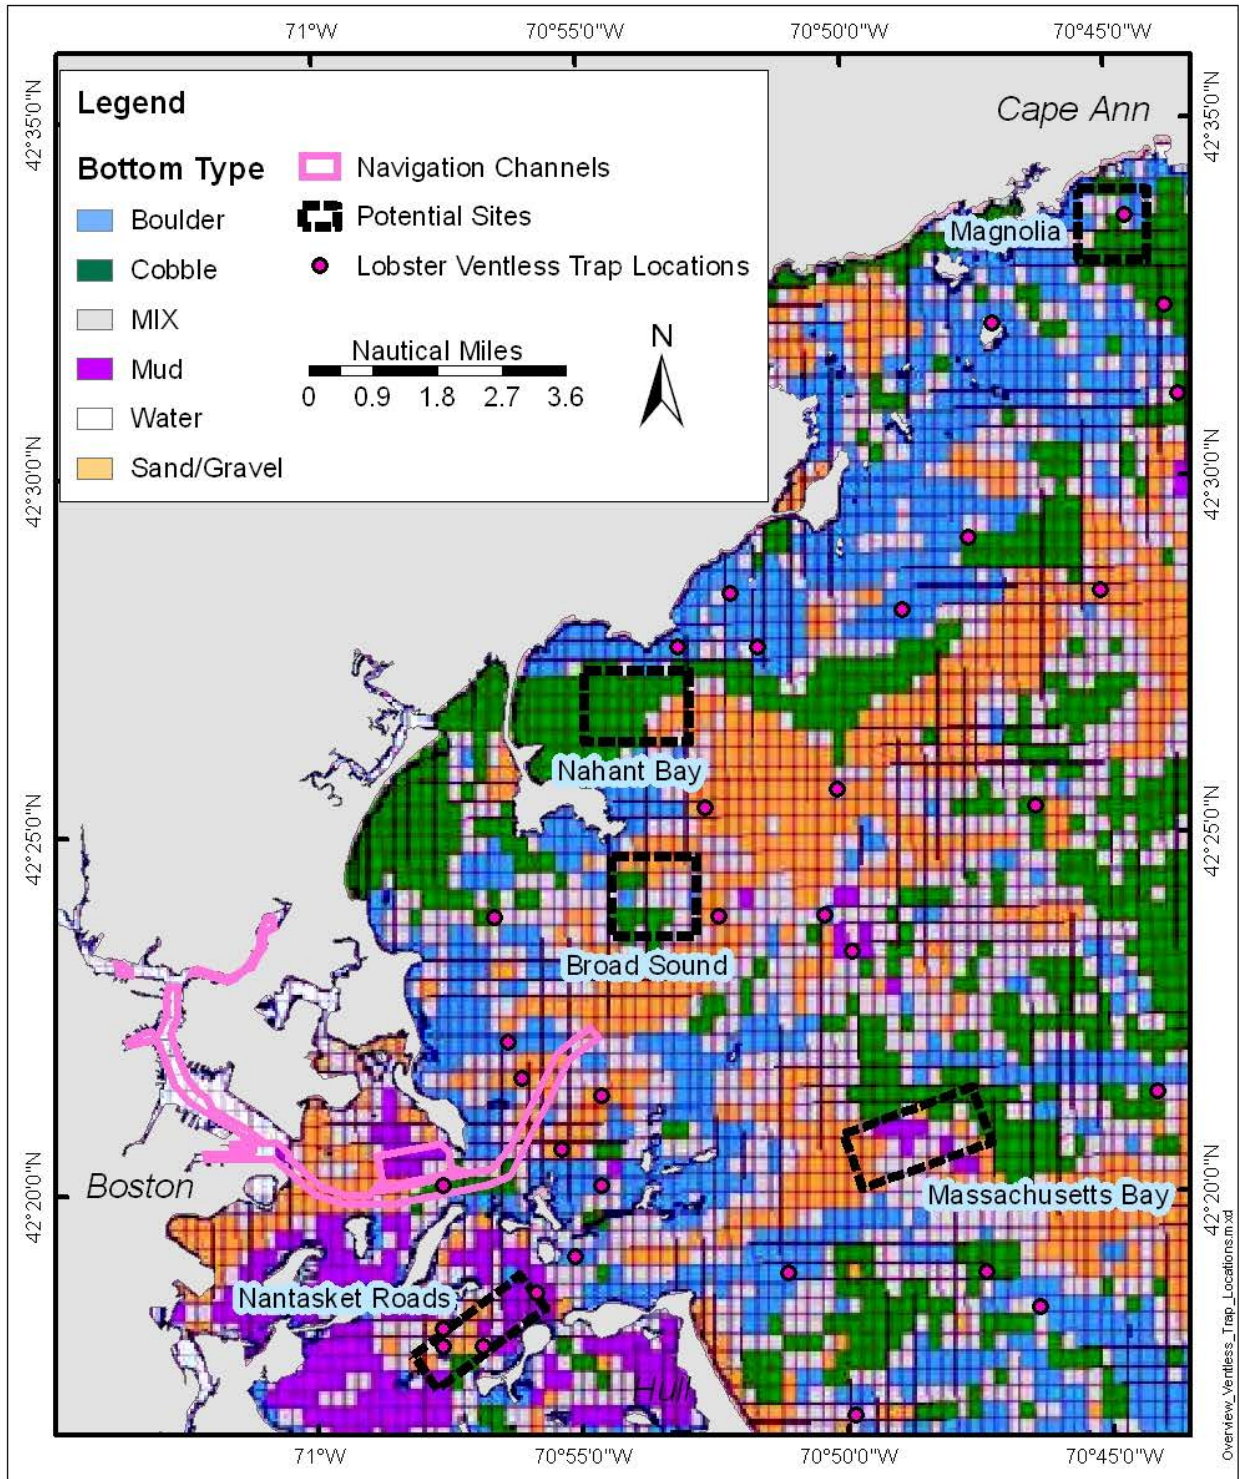 71°W 70°55'0"W 70°50'0"W 70°45'0"W
Cape Ann
42°35'0"N
42°35'0"N
Legend
Bottom Type
Boulder
Cobble
MIX
Mud
Water
Sand/Gravel
Navigation Channels
Potential Sites
Lobster Ventless Trap Locations
Nautical Miles
0 0.9 1.8 2.7 3.6
N
Magnolia
42°30'0"N
42°30'0"N
Nahant Bay
42°25'0"N
42°25'0"N
Broad Sound
Boston
42°20'0"N
42°20'0"N
Massachusetts Bay
Nantasket Roads
Hull
71°W 70°55'0"W 70°50'0"W 70°45'0"W
Overview_Ventless_Trap_Locations.mxd